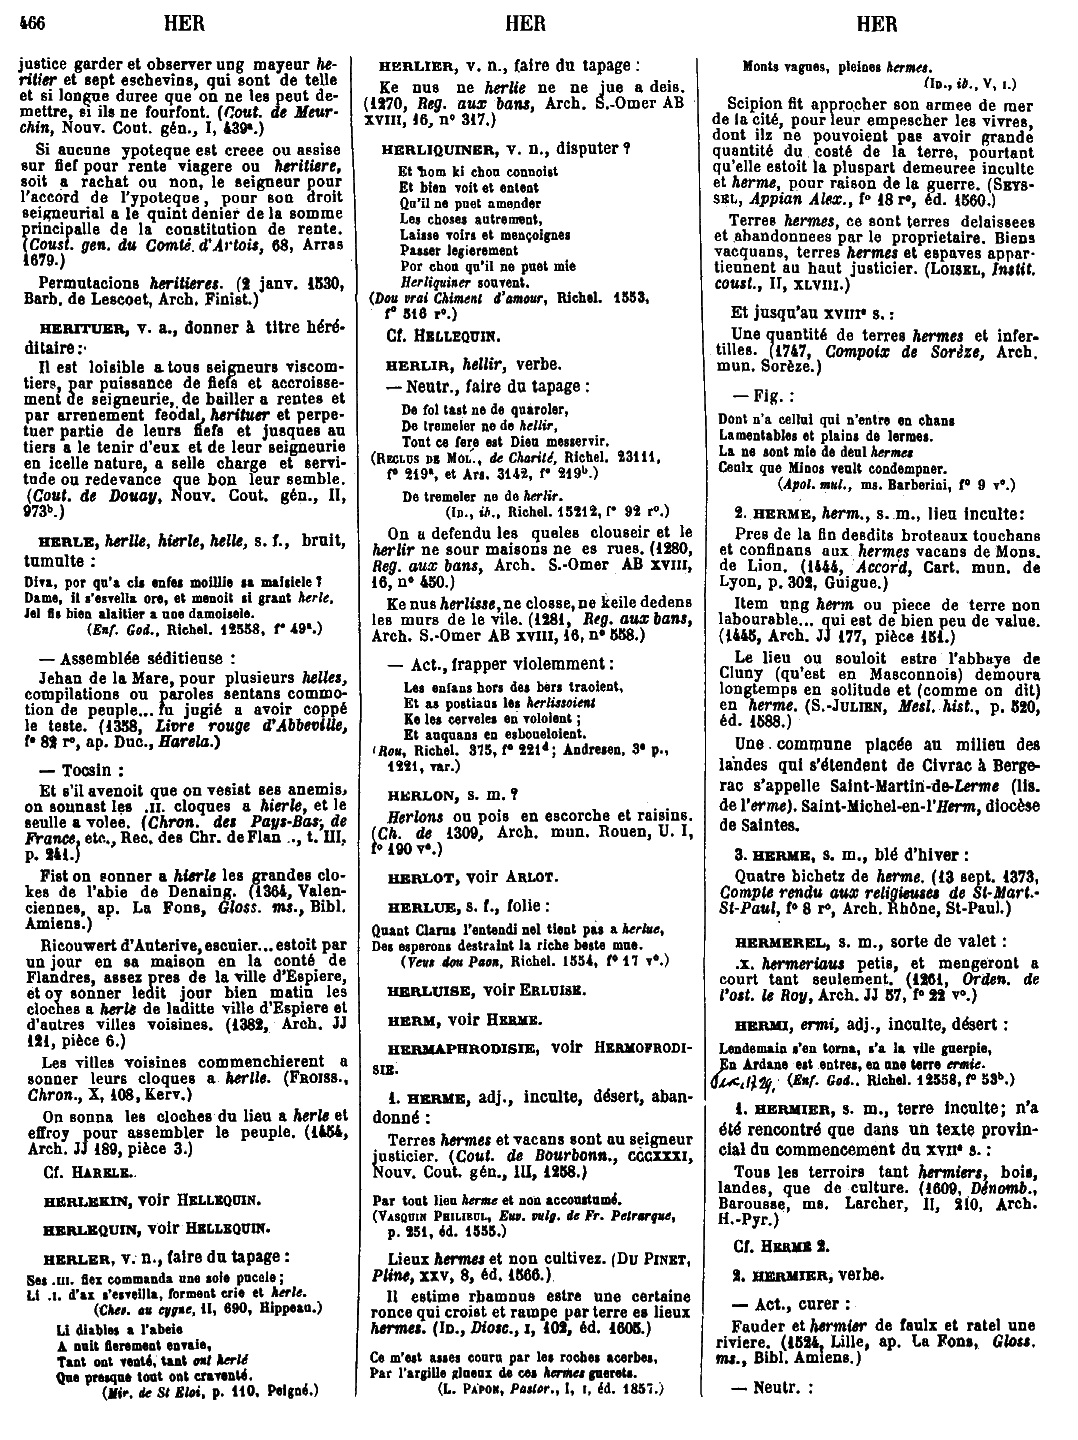 466 HER HER HER
justice garder et observer ung mayeur he-
ritier et sept eschevins, qui sont de telle
et si longue duree que on ne les peut de-
mettre, si ils ne fourfont. (Cout. de Meur-
chin, Nouv. Cout. gén., I, 439ª.)
Si aucune ypoteque est creee ou assise
sur fief pour rente viagere ou heritiere,
soit a rachat ou non, le seigneur pour
l'accord de l'ypoteque, pour son droit
seigneurial a le quint denier de la somme
principalle de la constitution de rente.
(Coust. gen. du Comté d'Artois, 68, Arras
1679.)
Permutacions heritieres. (2 janv. 1530,
Barb. de Lescoet, Arch. Finist.)
HERITUER, v. a., donner à titre héré-
ditaire :
Il est loisible a tous seigneurs viscom-
tiers, par puissance de fiefs et accroisse-
ment de seigneurie, de bailler a rentes et
par arrenement feodal, herituer et perpe-
tuer partie de leurs fiefs et jusques au
tiers a le tenir d'eux et de leur seigneurie
en icelle nature, a selle charge et servi-
tude ou redevance que bon leur semble.
(Cout. de Douay, Nouv. Cout. gén., II,
973ᵇ.)
HERLE, herlle, hierle, helle, s. f., bruit,
tumulte :
Diva, por qu'a cis enfes moillie sa maisiele ?
Dame, il s'esvella ore, et menoit si grant herle,
Jel fis bien alaitier a une damoisele.
(Enf. God., Richel. 12558, fº 49ª.)
— Assemblée séditieuse :
Jehan de la Mare, pour plusieurs helles,
compilations ou paroles sentans commo-
tion de peuple... fu jugié a avoir coppé
le teste. (1358, Livre rouge d'Abbeville,
fº 82 rº, ap. Duc., Harela.)
— Tocsin :
Et s'il avenoit que on vesist ses anemis,
on sounast les .II. cloques a hierle, et le
seulle a volee. (Chron. des Pays-Bas, de
France, etc., Rec. des Chr. de Flan.., t. III,
p. 241.)
Fist on sonner a hierle les grandes clo-
kes de l'abie de Denaing. (1364, Valen-
ciennes, ap. La Fons, Gloss. ms., Bibl.
Amiens.)
Ricouwert d'Auterive, escuier... estoit par
un jour en sa maison en la conté de
Flandres, assez pres de la ville d'Espiere,
et oy sonner ledit jour bien matin les
cloches a herle de laditte ville d'Espiere et
d'autres villes voisines. (1382, Arch. JJ
121, pièce 6.)
Les villes voisines commenchierent a
sonner leurs cloques a herlle. (FROISS.,
Chron., X, 108, Kerv.)
On sonna les cloches du lieu a herle et
effroy pour assembler le peuple. (1454,
Arch. JJ 189, pièce 3.)
Cf. HARELE.
HERLEKIN, voir HELLEQUIN.
HERLEQUIN, voir HELLEQUIN.
HERLER, v. n., faire du tapage :
Ses .III. fiex commanda une sole pucele ;
Li .I. d'ax s'esveilla, forment crie et herle.
(Chev. au cygne, II, 690, Hippeau.)
Li diables a l'abeie
A nuit fierement envaie,
Tant ont venté, tant ont herlé
Que presque tout ont craventé.
(Mir. de St Eloi, p. 110, Peigné.)
HERLIER, v. n., faire du tapage :
Ke nus ne herlie ne ne jue a deis.
(1270, Reg. aux bans, Arch. S.-Omer AB
XVIII, 16, nº 317.)
HERLIQUINER, v. n., disputer ?
Et hom ki chou connoist
Et bien voit et entent
Qu'il ne puet amender
Les choses autrement,
Laisse voirs et mençoignes
Passer legierement
Por chou qu'il ne puet mie
Herliquiner souvent.
(Dou vrai Chiment d'amour, Richel. 1553,
fº 516 rº.)
Cf. HELLEQUIN.
HERLIR, hellir, verbe.
— Neutr., faire du tapage :
De fol tast ne de quaroler,
De tremeler ne de hellir,
Tout ce fere est Dieu messervir.
(RECLUS DE MOL., de Charité, Richel. 23111,
fº 219ª, et Ars. 3142, fº 219ᵇ.)
De tremeler ne de herlir.
(ID., ib., Richel. 15212, fº 92 rº.)
On a defendu les queles clouseir et le
herlir ne sour maisons ne es rues. (1280,
Reg. aux bans, Arch. S.-Omer AB XVIII,
16, nº 450.)
Ke nus herlisse, ne closse, ne keile dedens
les murs de le vile. (1281, Reg. aux bans,
Arch. S.-Omer AB XVIII, 16, nº 558.)
— Act., frapper violemment :
Les enfans hors des bers traoient,
Et as postiaus les herlissoient
Ke les cerveles en voloient ;
Et auquans en esboueloient.
(Rou, Richel. 375, fº 221ᵈ ; Andresen, 3ᵉ p.,
1221, var.)
HERLON, s. m. ?
Herlons ou pois en escorche et raisins.
(Ch. de 1309, Arch. mun. Rouen, U. I,
fº 190 vº.)
HERLOT, voir ARLOT.
HERLUE, s. f., folie :
Quant Clarus l'entendi nel tient pas a herlue,
Des esperons destraint la riche beste mue.
(Veus dou Paon, Richel. 1554, fº 17 vº.)
HERLUISE, voir ERLUISE.
HERM, voir HERME.
HERMAPHRODISIE, voir HERMOFRODI-
SIE.
1. HERME, adj., inculte, désert, aban-
donné :
Terres hermes et vacans sont au seigneur
justicier. (Cout. de Bourbonn., CCCXXXI,
Nouv. Cout. gén., III, 1258.)
Par tout lieu herme et non accoustumé.
(VASQUIN PHILIEUL, Euv. vulg. de Fr. Petrarque,
p. 251, éd. 1555.)
Lieux hermes et non cultivez. (DU PINET,
Pline, XXV, 8, éd. 1566.)
Il estime rhamnus estre une certaine
ronce qui croist et rampe par terre es lieux
hermes. (ID., Diosc., I, 102, éd. 1605.)
Ce m'est asses couru par les roches acerbes,
Par l'argille glueux de ces hermes guerets.
(L. PAPON, Pastor., I, I, éd. 1857.)
Monts vagues, pleines hermes.
(ID., ib., V, I.)
Scipion fit approcher son armee de mer
de la cité, pour leur empescher les vivres,
dont ilz ne pouvoient pas avoir grande
quantité du costé de la terre, pourtant
qu'elle estoit la pluspart demeuree inculte
et herme, pour raison de la guerre. (SEYS-
SEL, Appian Alex., fº 18 rº, éd. 1560.)
Terres hermes, ce sont terres delaissees
et abandonnees par le proprietaire. Biens
vacquans, terres hermes et espaves appar-
tiennent au haut justicier. (LOISEL, Instit.
coust., II, XLVIII.)
Et jusqu'au XVIIIᵉ s. :
Une quantité de terres hermes et infer-
tilles. (1747, Compoix de Sorèze, Arch.
mun. Sorèze.)
— Fig. :
Dont n'a cellui qui n'entre en chans
Lamentables et plains de lermes.
La ne sont mie de deul hermes
Ceulx que Minos veult condempner.
(Apol. mul., ms. Barberini, fº 9 vº.)
2. HERME, herm., s. m., lieu inculte :
Pres de la fin desdits broteaux touchans
et confinans aux hermes vacans de Mons.
de Lion. (1444, Accord, Cart. mun. de
Lyon, p. 302, Guigue.)
Item ung herm ou piece de terre non
labourable... qui est de bien peu de value.
(1445, Arch. JJ 177, pièce 151.)
Le lieu ou souloit estre l'abbaye de
Cluny (qu'est en Masconnois) demoura
longtemps en solitude et (comme on dit)
en herme. (S.-JULIEN, Mesl. hist., p. 520,
éd. 1588.)
Une commune placée au milieu des
landes qui s'étendent de Civrac à Berge-
rac s'appelle Saint-Martin-de-Lerme (lis.
de l'erme). Saint-Michel-en-l'Herm, diocèse
de Saintes.
3. HERME, s. m., blé d'hiver :
Quatre bichetz de herme. (13 sept. 1373,
Compte rendu aux religieuses de St-Mart.-
St-Paul, fº 8 rº, Arch. Rhône, St-Paul.)
HERMEREL, s. m., sorte de valet :
.X. hermeriaus petis, et mengeront a
court tant seulement. (1261, Orden. de
l'ost. le Roy, Arch. JJ 57, fº 22 vº.)
HERMI, ermi, adj., inculte, désert :
Lendemain s'en torna, s'a la vile guerpie,
En Ardane est entres, en une terre ermie.
(Enf. God., Richel. 12558, fº 53ᵇ.)
1. HERMIER, s. m., terre inculte ; n'a
été rencontré que dans un texte provin-
cial du commencement du XVIIᵉ s. :
Tous les terroirs tant hermiers, bois,
landes, que de culture. (1609, Dénomb.,
Barousse, ms. Larcher, II, 210, Arch.
H.-Pyr.)
Cf. HERME 2.
2. HERMIER, verbe.
— Act., curer :
Fauder et hermier de faulx et ratel une
riviere. (1524, Lille, ap. La Fons, Gloss.
ms., Bibl. Amiens.)
— Neutr. :